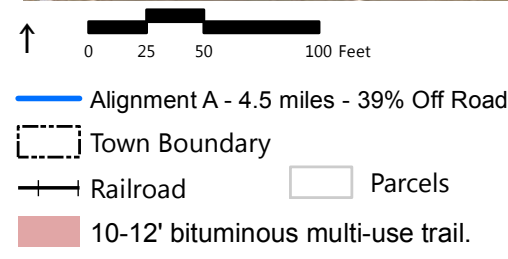 0 25 50 100 Feet
Alignment A - 4.5 miles - 39% Off Road
Town Boundary
Railroad Parcels
10-12' bituminous multi-use trail.